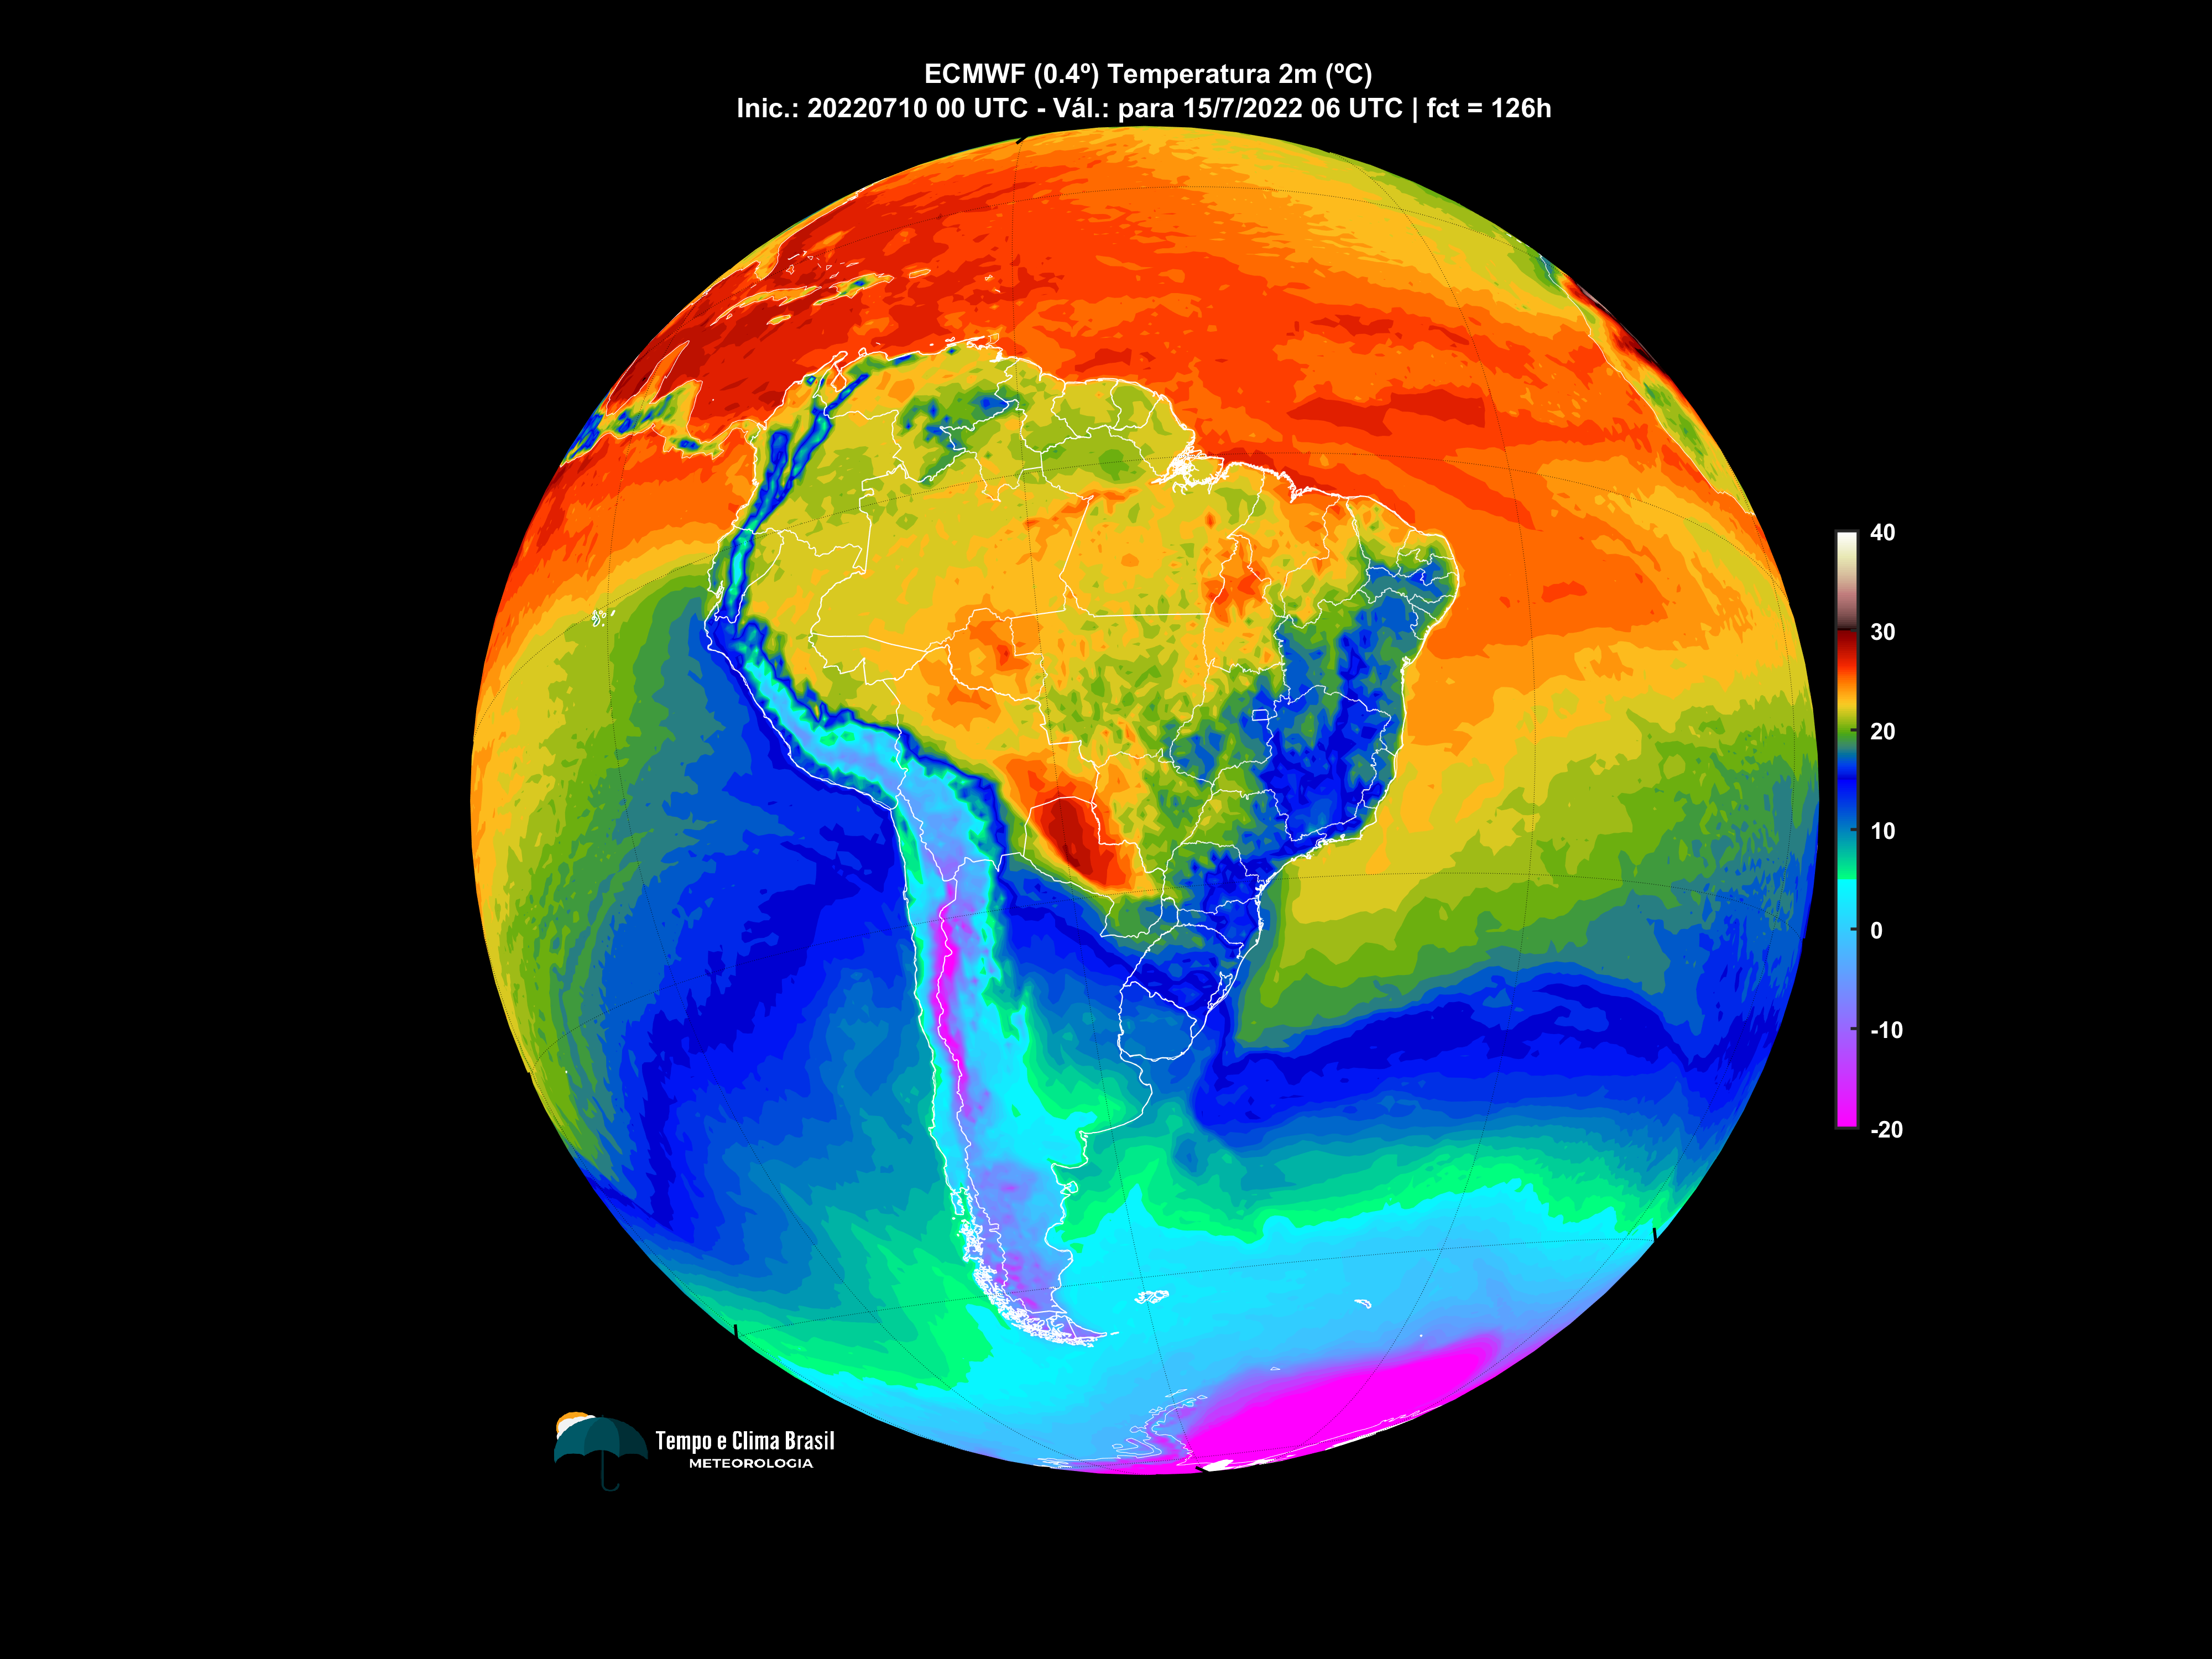 ECMWF (0.4º) Temperatura 2m (ºC)
Inic.: 20220710 00 UTC - Vál.: para 15/7/2022 06 UTC | fct = 126h
40
30
20
10
0
-10
-20
Tempo e Clima Brasil
METEOROLOGIA